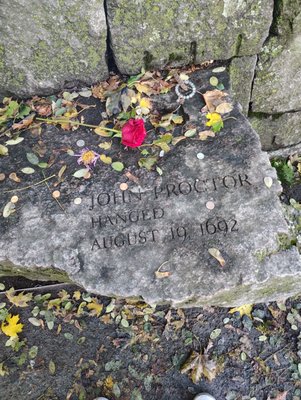 JOHN PROCTOR
HANGED
AUGUST 19, 1692